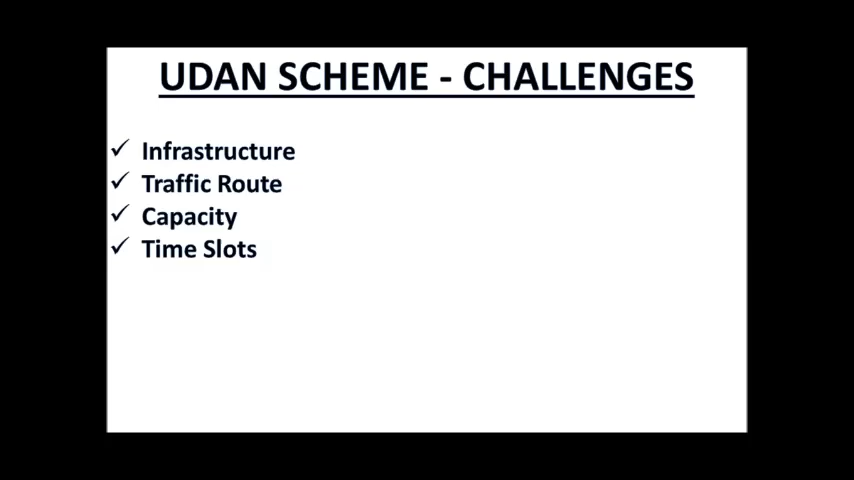 UDAN SCHEME - CHALLENGES
✓ Infrastructure
✓ Traffic Route
✓ Capacity
✓ Time Slots